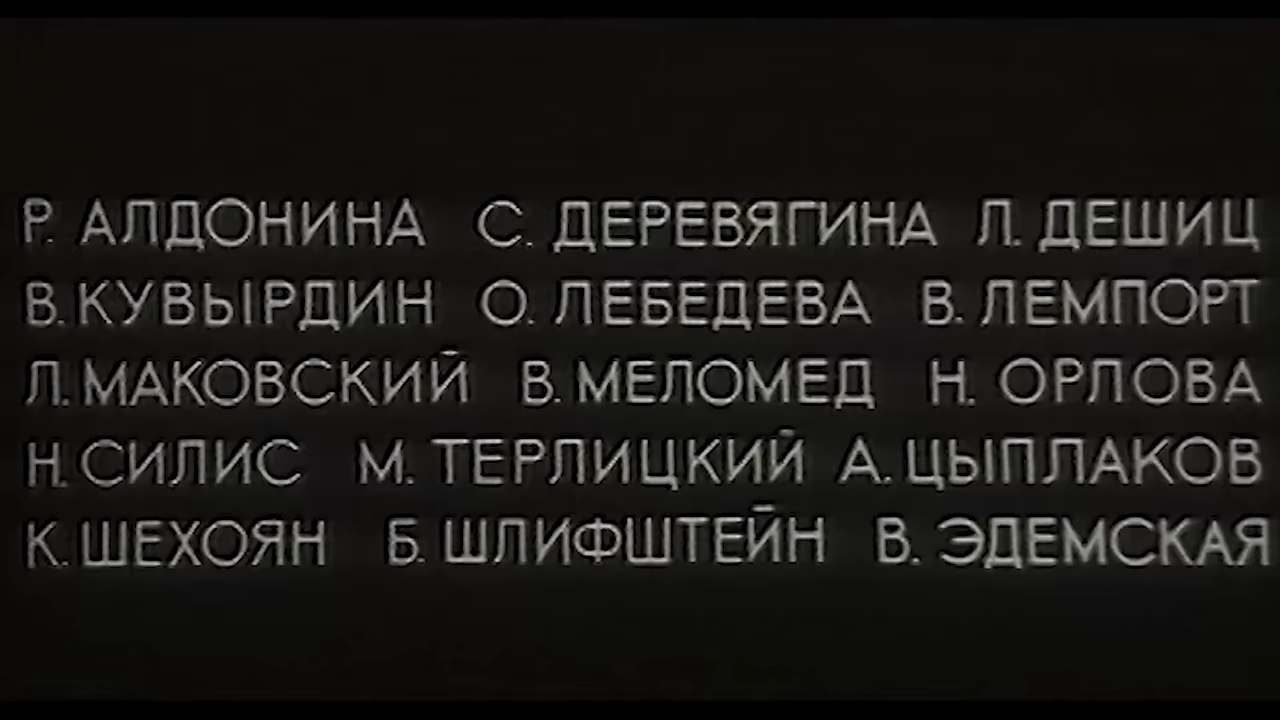 Р. АЛДОНИНА С. ДЕРЕВЯГИНА Л. ДЕШИЦ
В. КУВЫРДИН О. ЛЕБЕДЕВА В. ЛЕМПОРТ
Л. МАКОВСКИЙ В. МЕЛОМЕД Н. ОРЛОВА
Н. СИЛИС М. ТЕРЛИЦКИЙ А. ЦЫПЛАКОВ
К. ШЕХОЯН Б. ШЛИФШТЕЙН В. ЭДЕМСКАЯ